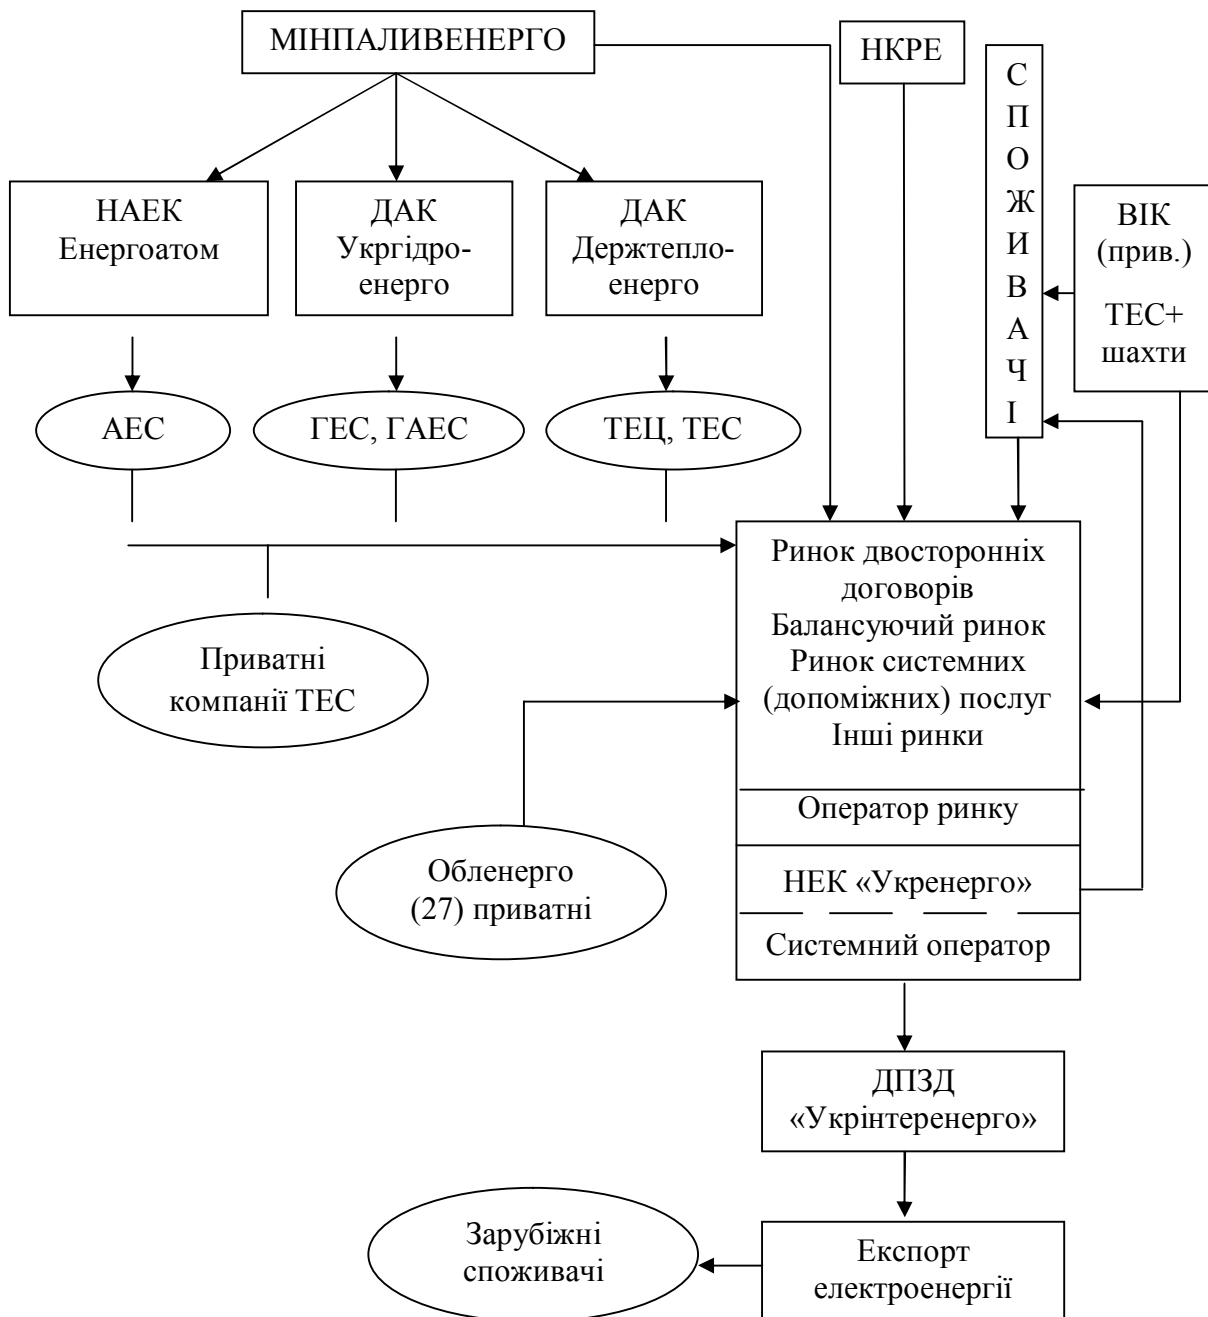 МІНПАЛИВЕНЕРГО
НКРЕ
С
П
О
Ж
И
В
А
Ч
І
НАЕК
Енергоатом
ДАК
Укргідро-
енерго
ДАК
Держтепло-
енерго
ВІК
(прив.)
ТЕС+
шахти
АЕС
ГЕС, ГАЕС
ТЕЦ, ТЕС
Ринок двосторонніх
договорів
Балансуючий ринок
Ринок системних
(допоміжних) послуг
Інші ринки
Приватні
компанії ТЕС
Оператор ринку
Обленерго
(27) приватні
НЕК «Укренерго»
Системний оператор
ДПЗД
«Укрінтеренерго»
Зарубіжні
споживачі
Експорт
електроенергії